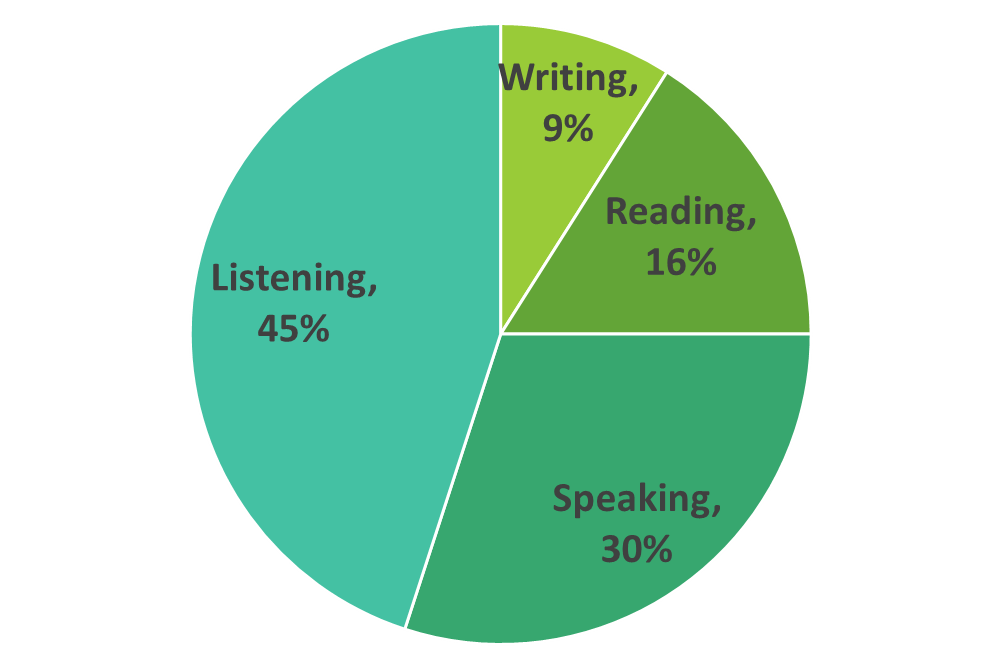 Writing,
9%
Reading,
16%
Listening,
45%
Speaking,
30%